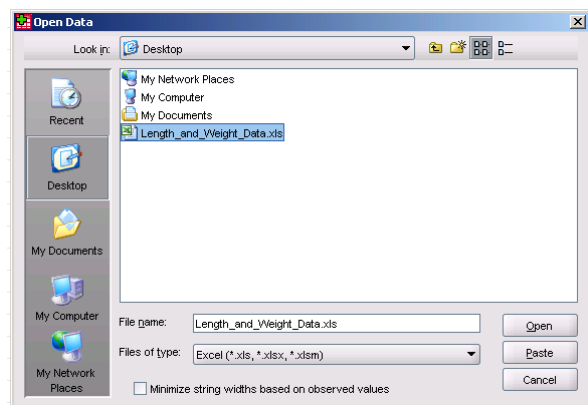 Open Data
Look in: Desktop
Recent
Desktop
My Documents
My Computer
My Network
Places
My Network Places
My Computer
My Documents
Length_and_Weight_Data.xls
File name: Length_and_Weight_Data.xls Open
Files of type: Excel (*.xls, *.xlsx, *.xlsm) Paste
Minimize string widths based on observed values Cancel